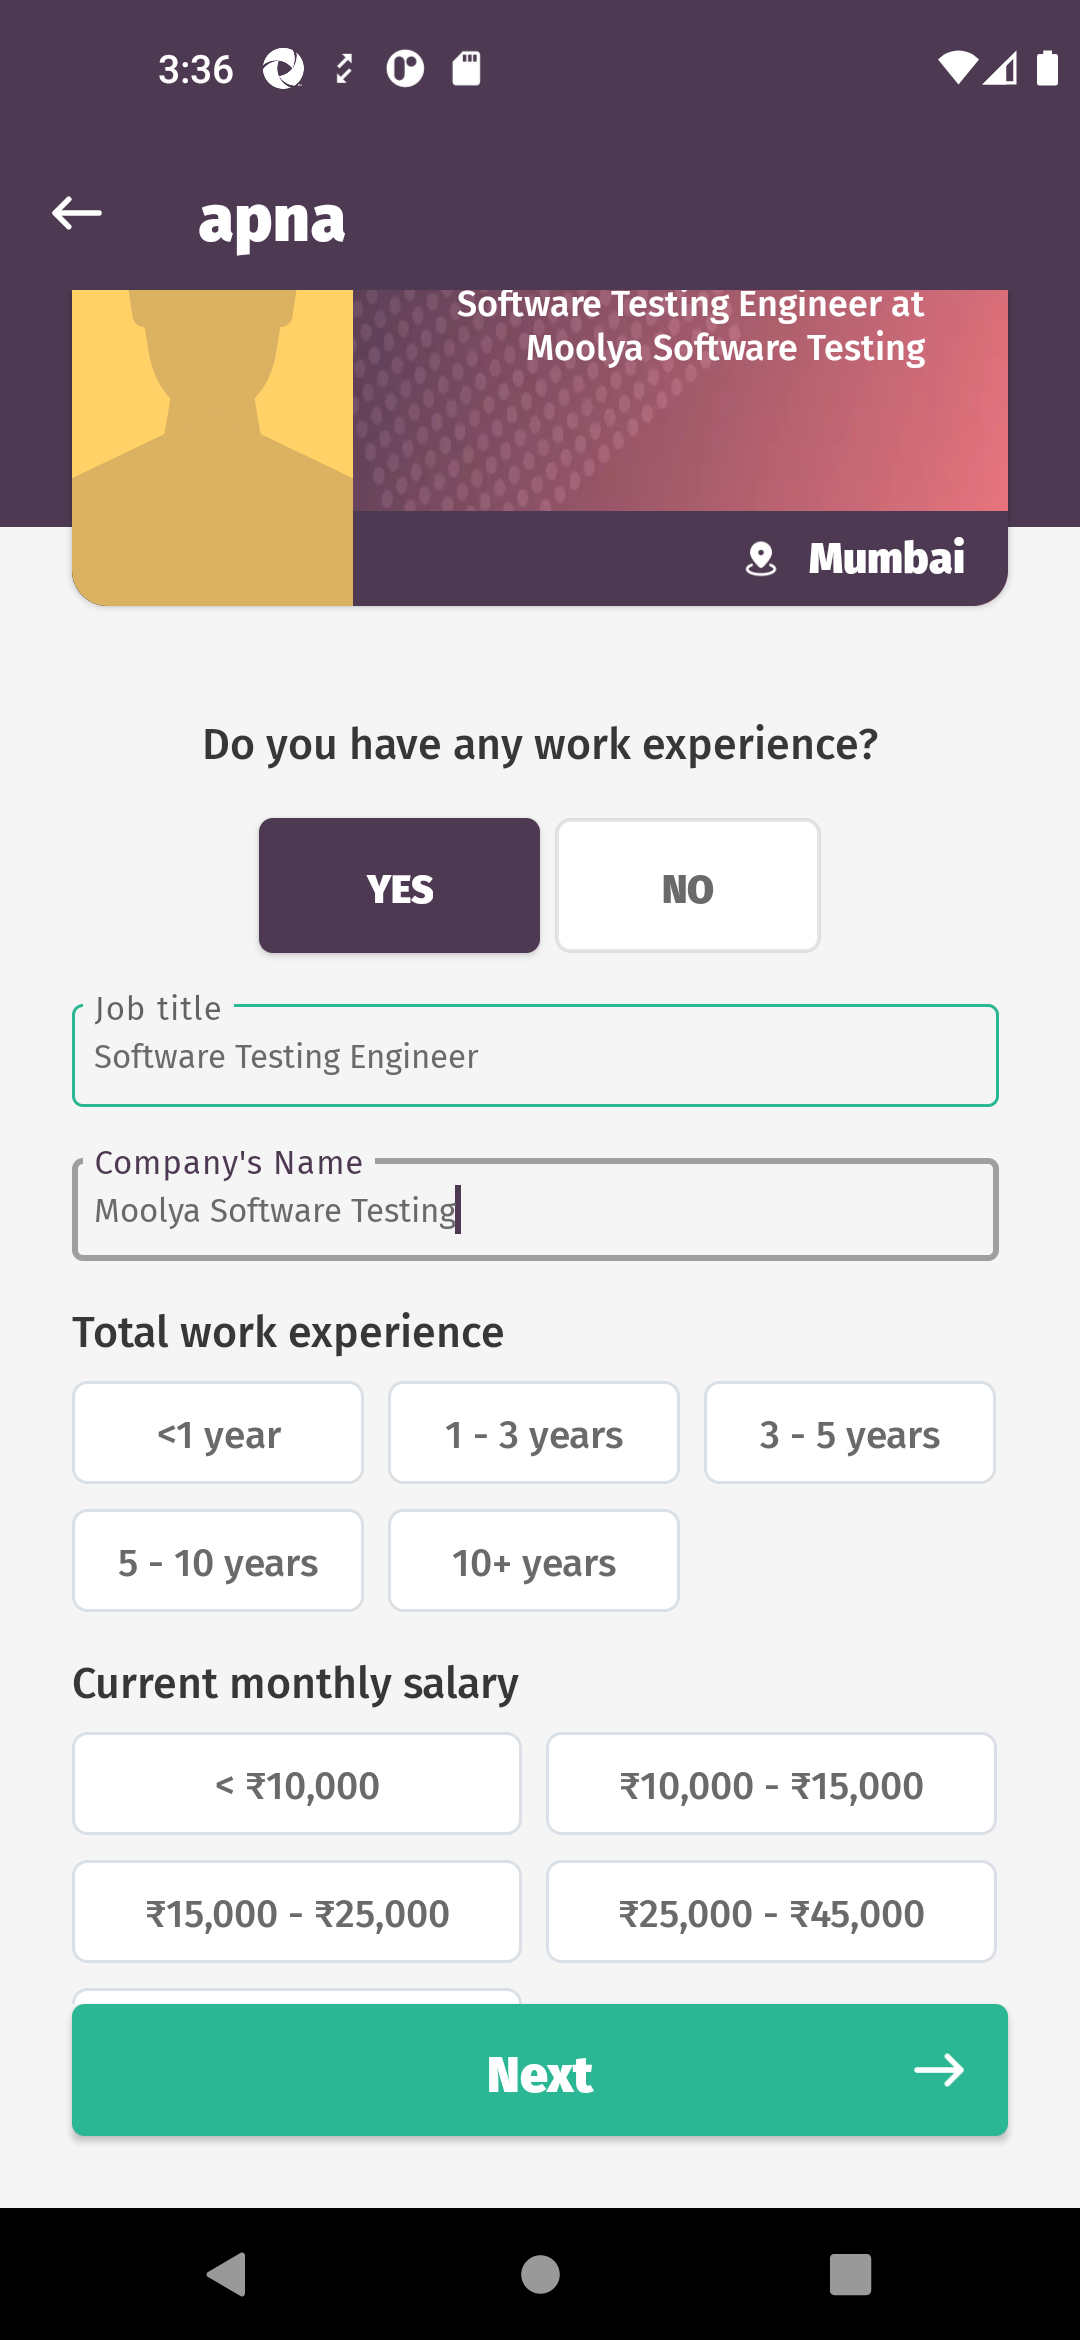 3:36
apna
Software Testing Engineer at
Moolya Software Testing
Mumbai
Do you have any work experience?
YES
NO
Job title
Software Testing Engineer
Company's Name
Moolya Software Testing
Total work experience
<1 year
1 - 3 years
3 - 5 years
5 - 10 years
10+ years
Current monthly salary
< ₹10,000
₹10,000 - ₹15,000
₹15,000 - ₹25,000
₹25,000 - ₹45,000
Next